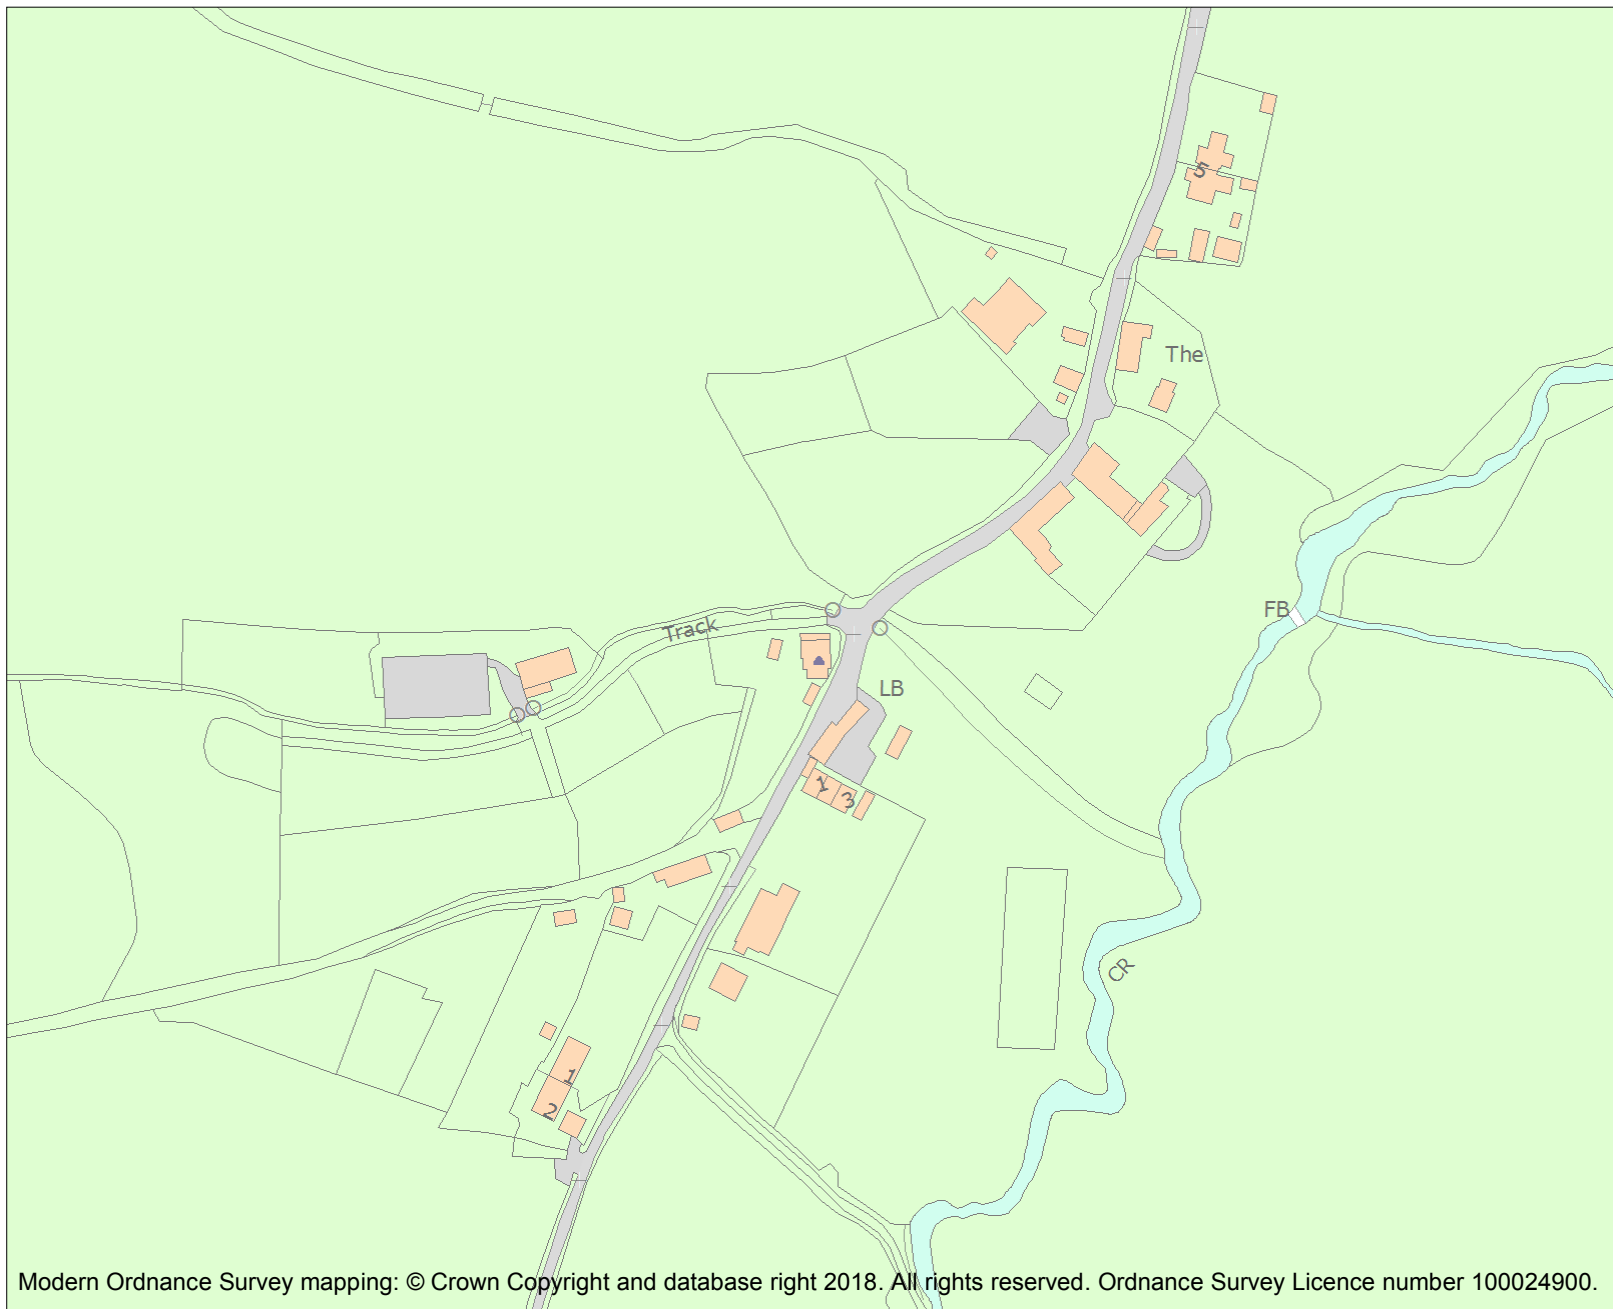 5
The
FB
Track
LB
1
3
CR
1
2
Modern Ordnance Survey mapping: © Crown Copyright and database right 2018. All rights reserved. Ordnance Survey Licence number 100024900.